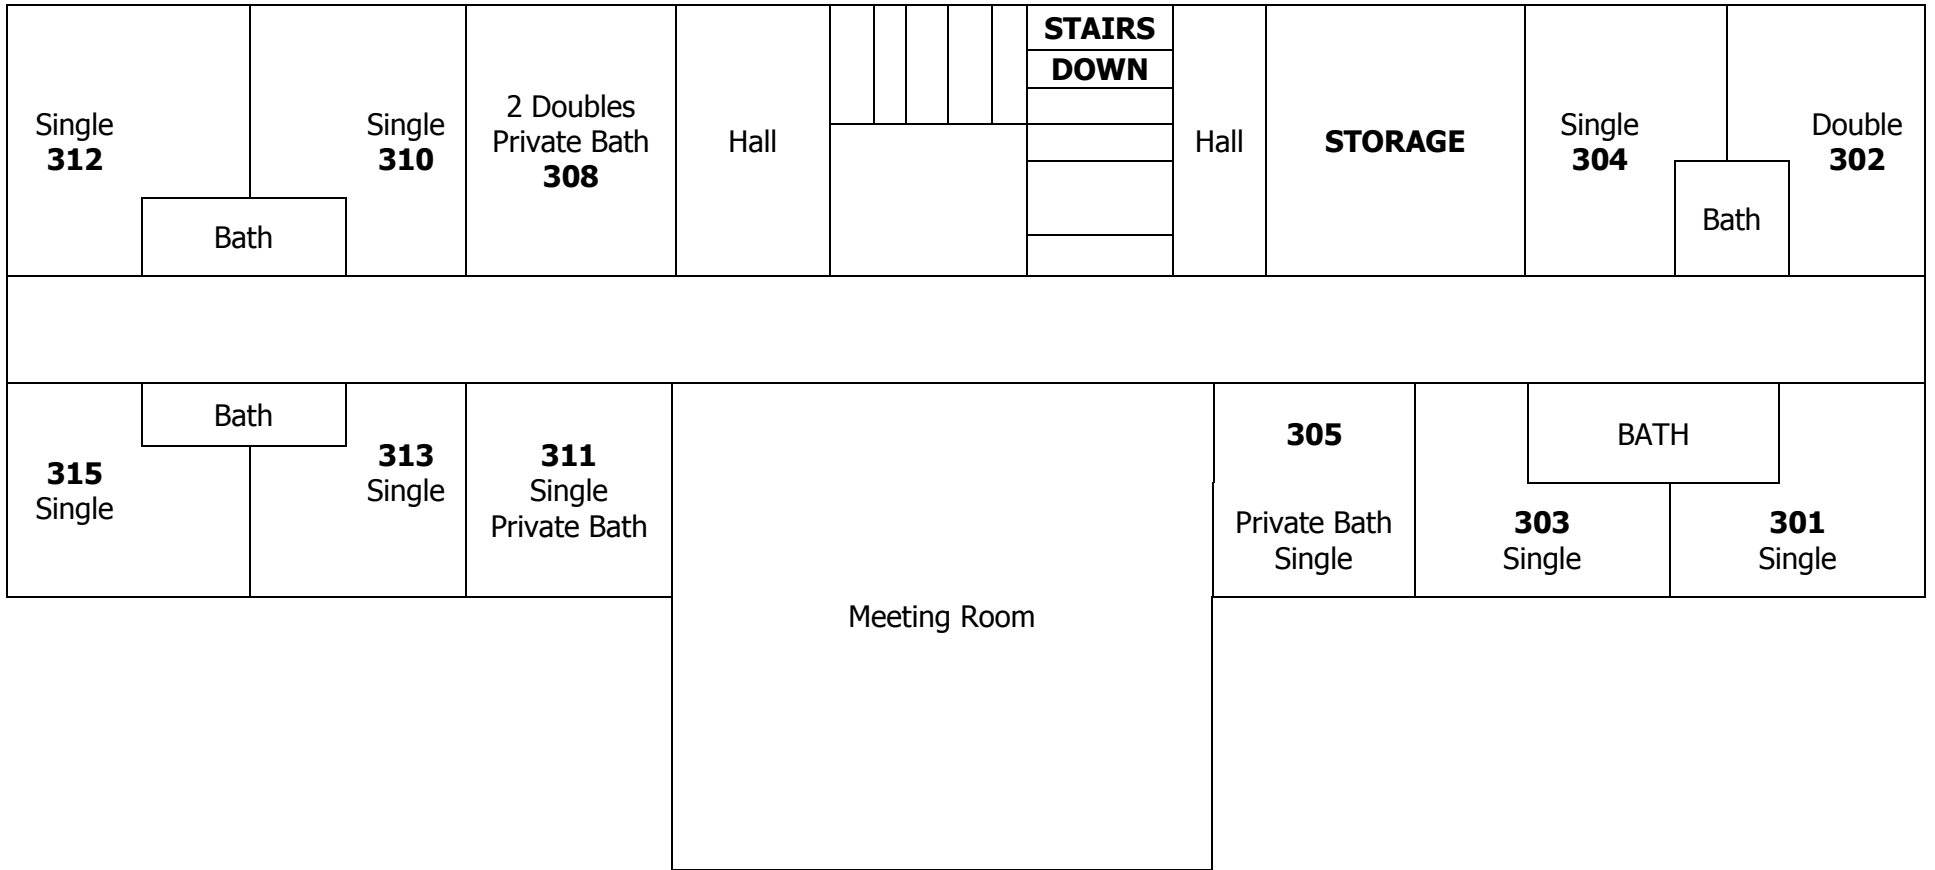 Single
312
Bath
Single
310
2 Doubles
Private Bath
308
Hall
STAIRS
DOWN
Hall
STORAGE
Single
304
Bath
Double
302
315
Single
Bath
313
Single
311
Single
Private Bath
Meeting Room
305
Private Bath
Single
303
Single
BATH
301
Single